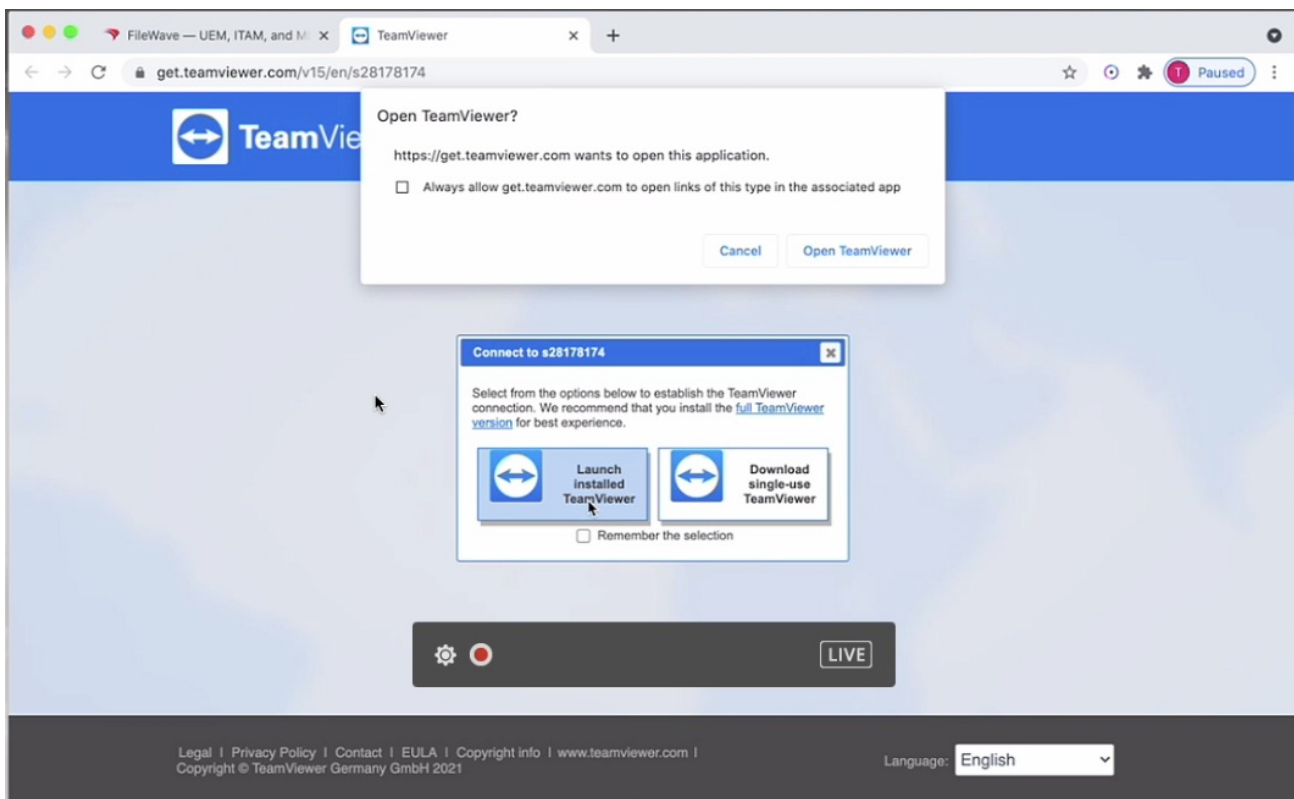 FileWave — UEM, ITAM, and M
TeamViewer
get.teamviewer.com/v15/en/s28178174
T Paused
TeamVie
Open TeamViewer?
https://get.teamviewer.com wants to open this application.
Always allow get.teamviewer.com to open links of this type in the associated app
Cancel Open TeamViewer
Connect to s28178174
Select from the options below to establish the TeamViewer
connection. We recommend that you install the full TeamViewer
version for best experience.
Launch
installed
TeamViewer
Download
single-use
TeamViewer
Remember the selection
LIVE
Legal | Privacy Policy | Contact | EULA | Copyright info | www.teamviewer.com |
Copyright © TeamViewer Germany GmbH 2021
Language: English